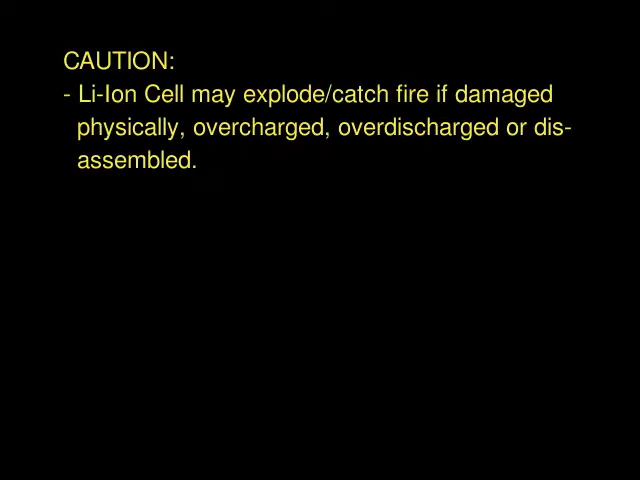 CAUTION:
- Li-Ion Cell may explode/catch fire if damaged
physically, overcharged, overdischarged or dis-
assembled.